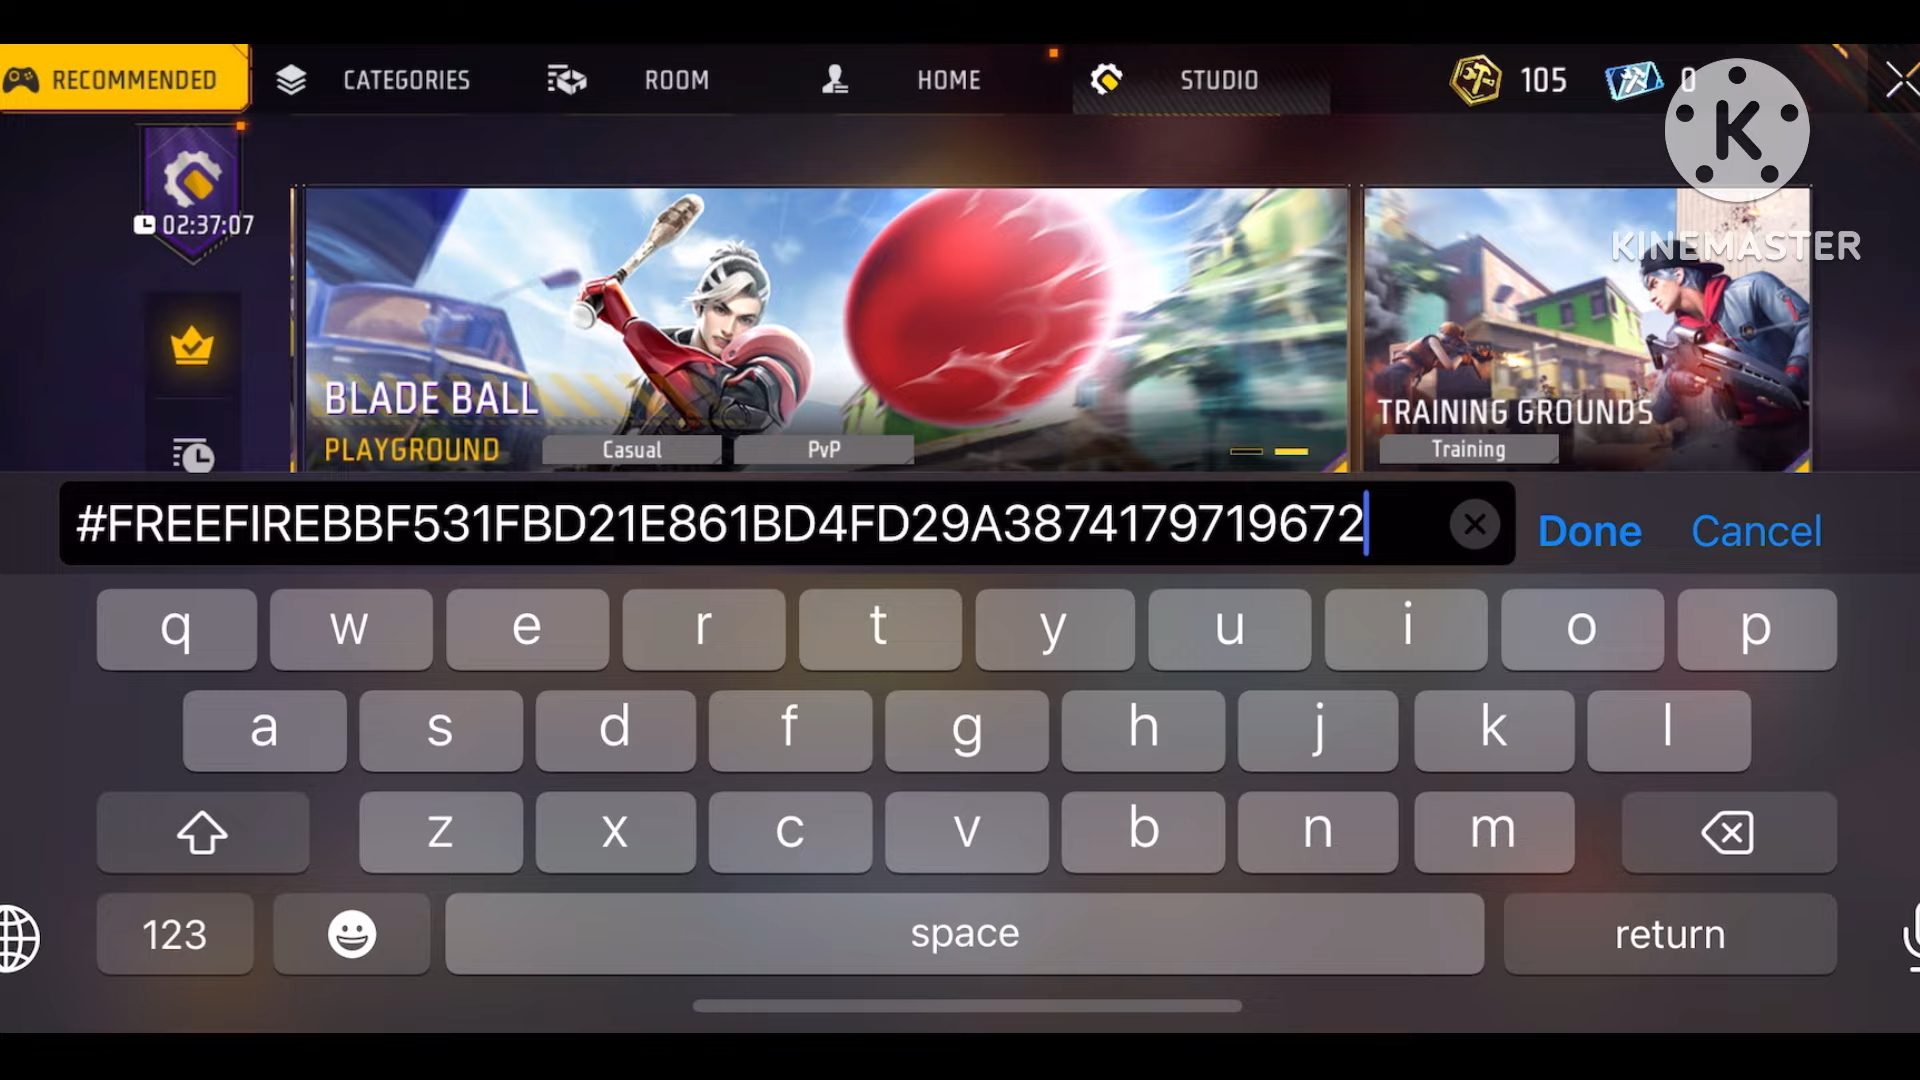 RECOMMENDED CATEGORIES ROOM HOME STUDIO 105 0
K
KINEMASTER
02:37:07
BLADE BALL
PLAYGROUND Casual PvP
TRAINING GROUNDS
Training
#FREEFIREBBF531FBD21E861BD4FD29A3874179719672 Done Cancel
q w e r t y u i o p
a s d f g h j k l
z x c v b n m
123 space return